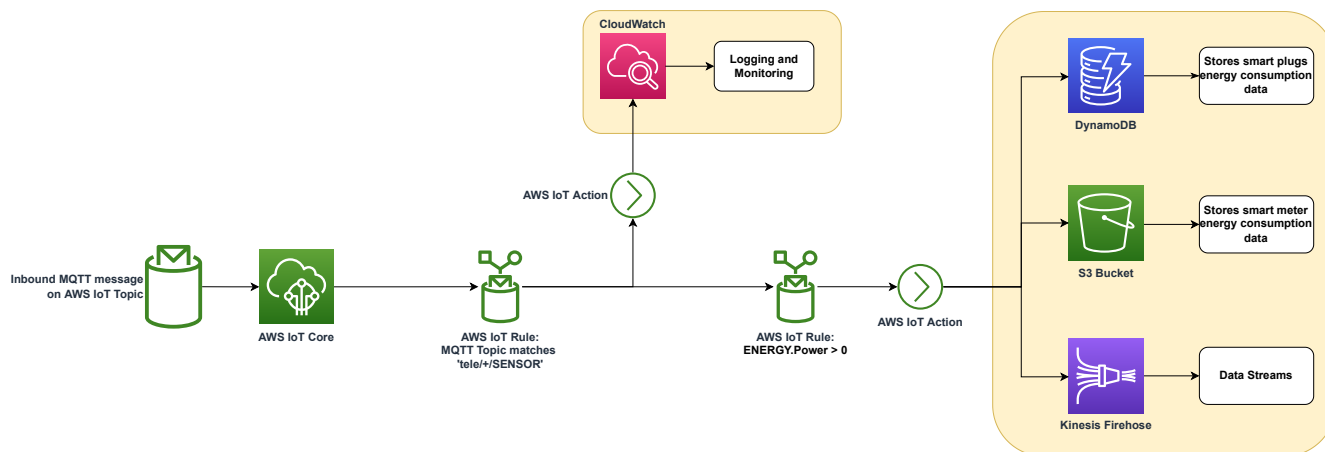 CloudWatch
Logging and
Monitoring
AWS IoT Action
Inbound MQTT message
on AWS IoT Topic
AWS IoT Core
AWS IoT Rule:
MQTT Topic matches
'tele/+/SENSOR'
AWS IoT Rule:
ENERGY.Power > 0
AWS IoT Action
DynamoDB
Stores smart plugs
energy consumption
data
S3 Bucket
Stores smart meter
energy consumption
data
Kinesis Firehose
Data Streams